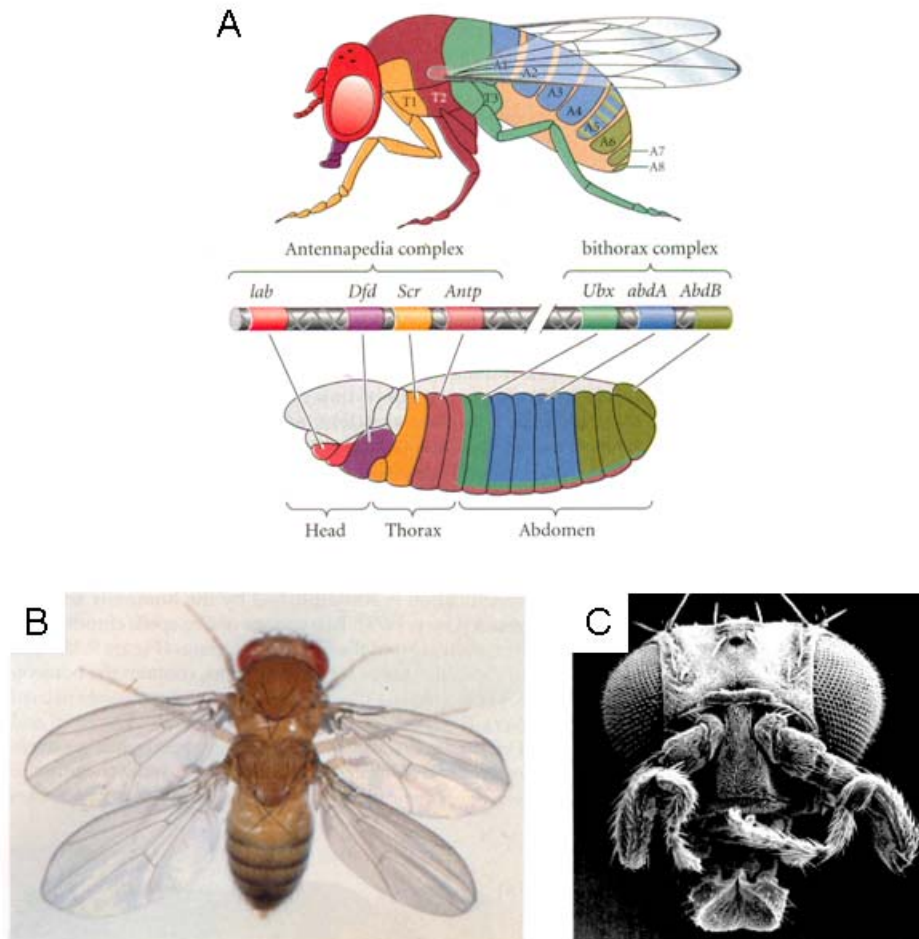 A
A1
A2
A3
A4
A5
A6
A7
A8
T1
T2
T3
Antennapedia complex
bithorax complex
lab Dfd Scr Antp Ubx abdA AbdB
Head Thorax Abdomen
B
C